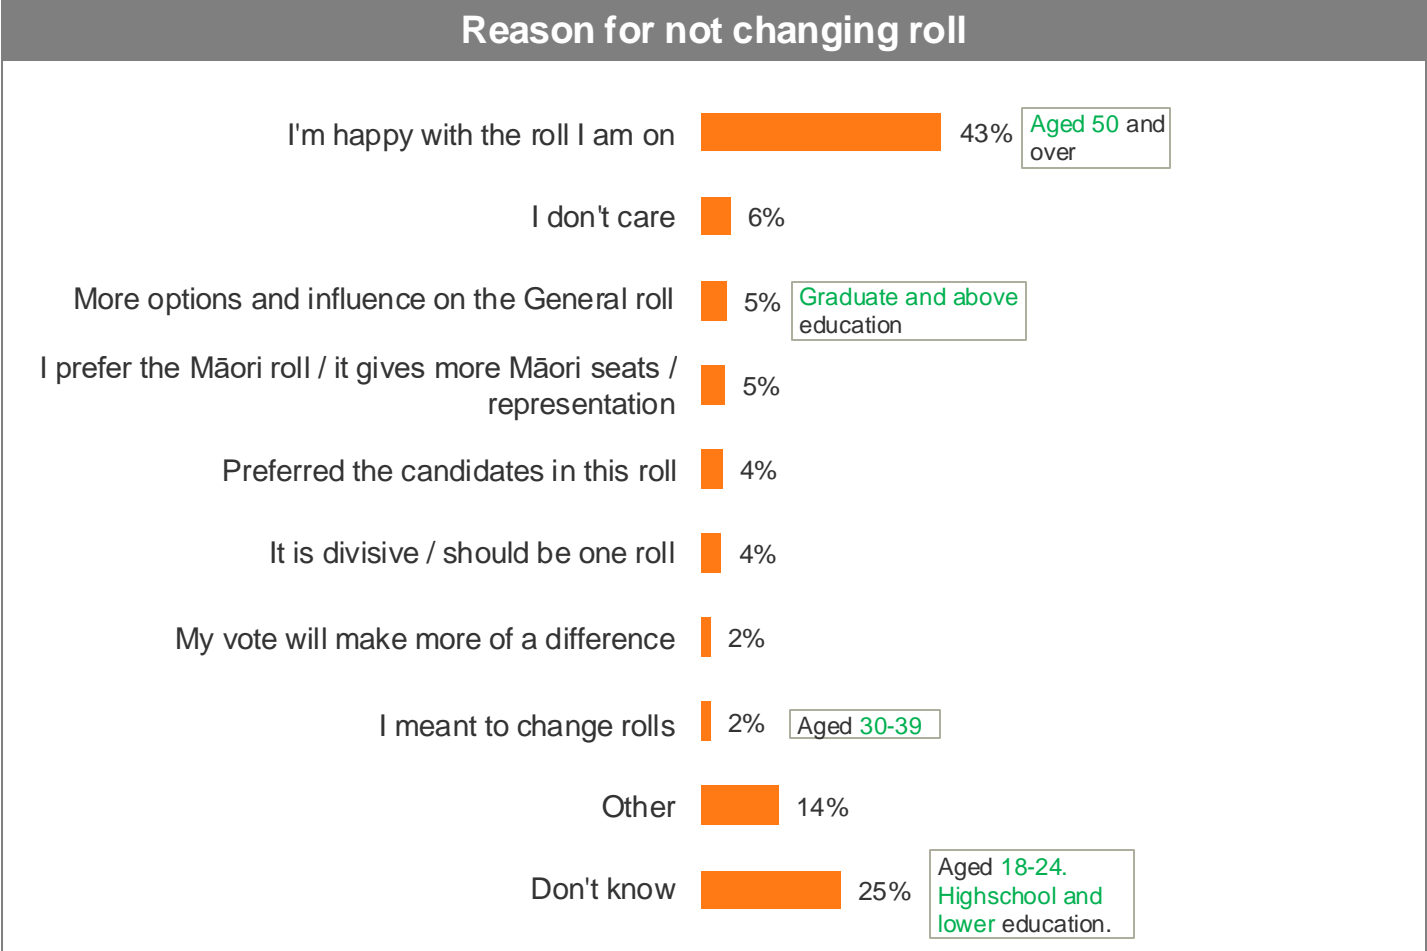 Reason for not changing roll
I'm happy with the roll I am on
43%
Aged 50 and
over
I don't care
6%
More options and influence on the General roll
5%
Graduate and above
education
I prefer the Māori roll / it gives more Māori seats /
representation
5%
Preferred the candidates in this roll
4%
It is divisive / should be one roll
4%
My vote will make more of a difference
2%
I meant to change rolls
2%
Aged 30-39
Other
14%
Don't know
25%
Aged 18-24.
Highschool and
lower education.